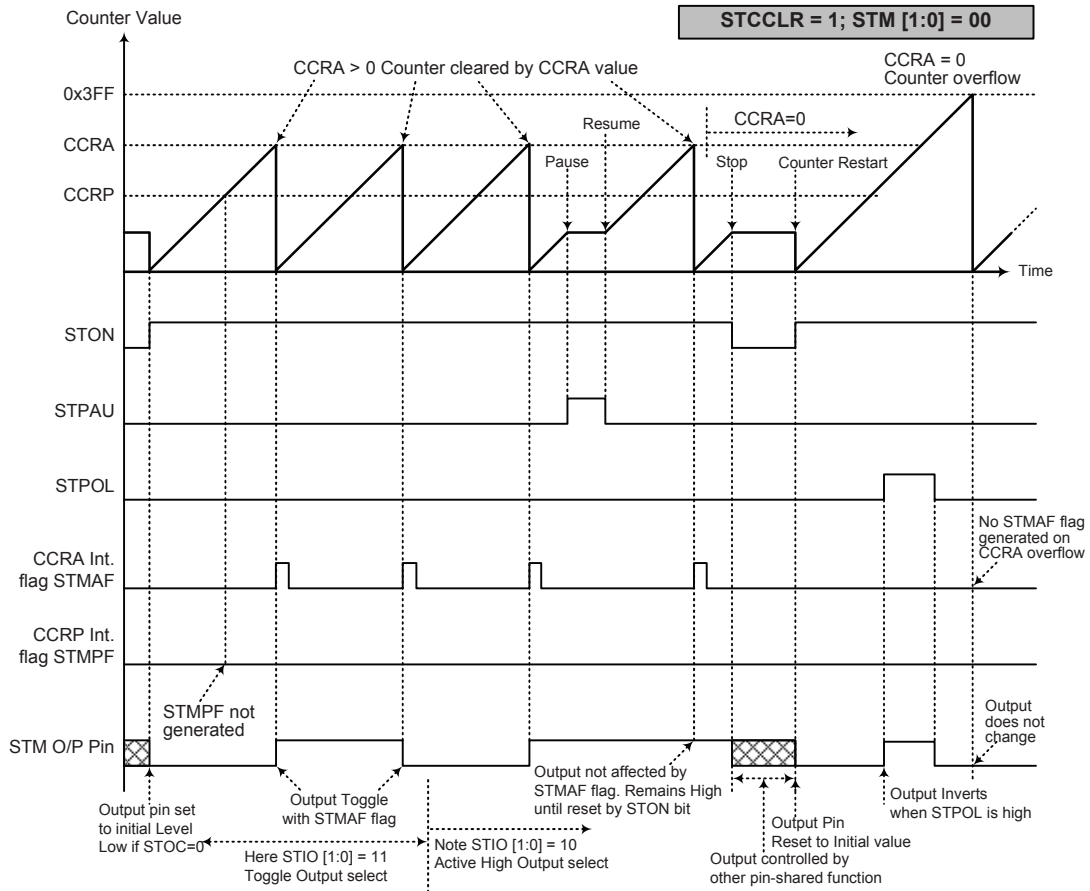 Counter Value
STCCLR = 1; STM [1:0] = 00
CCRA > 0 Counter cleared by CCRA value
CCRA = 0
Counter overflow
0x3FF
CCRA=0
Resume
CCRA
Pause
Stop
Counter Restart
CCRP
Time
STON
STPAU
STPOL
No STMAF flag
generated on
CCRA overflow
CCRA Int.
flag STMAF
CCRP Int.
flag STMPF
STMPF not
generated
Output
does not
change
STM O/P Pin
Output pin set
to initial Level
Low if STOC=0
Output Toggle
with STMAF flag
Output not affected by
STMAF flag. Remains High
until reset by STON bit
Output Inverts
when STPOL is high
Here STIO [1:0] = 11
Toggle Output select
Note STIO [1:0] = 10
Active High Output select
Output Pin
Reset to Initial value
Output controlled by
other pin-shared function